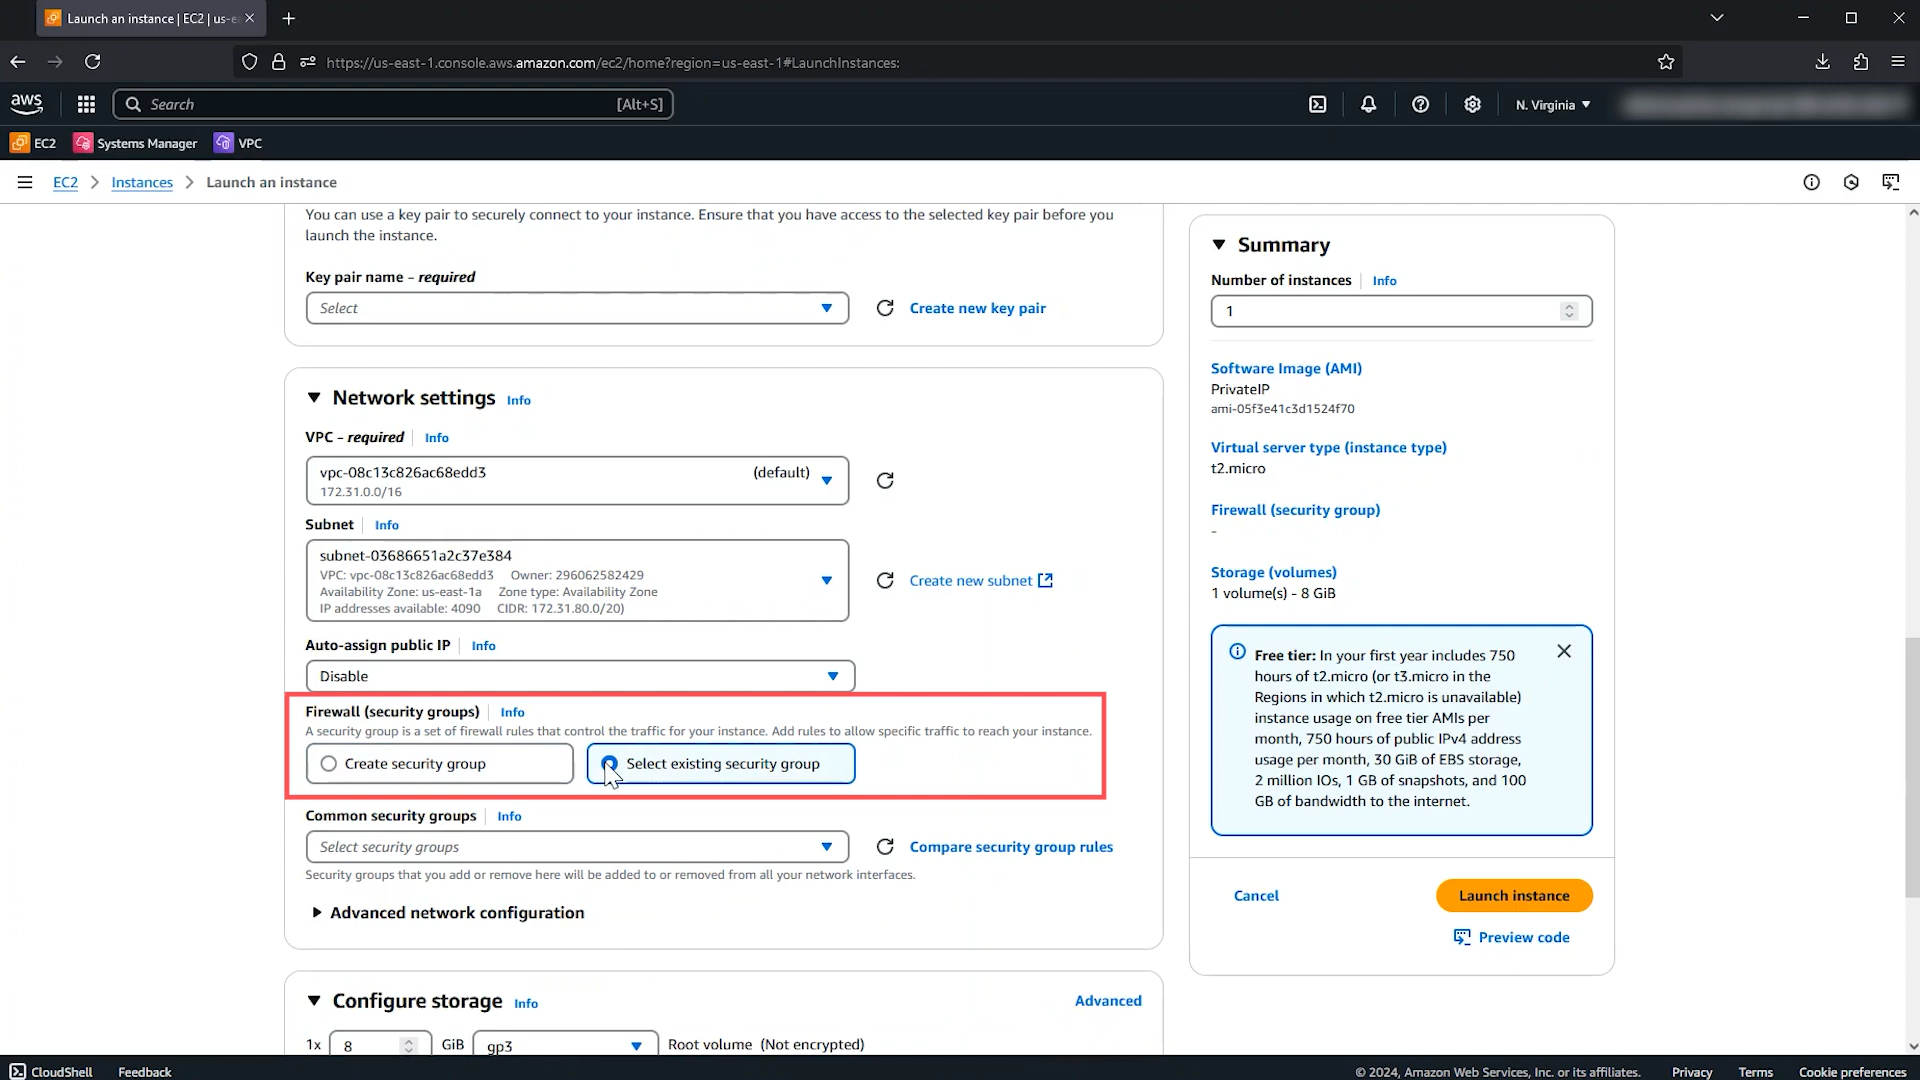 Launch an instance | EC2 | us-e
https://us-east-1.console.aws.amazon.com/ec2/home?region=us-east-1#LaunchInstances:
aws
Search
[Alt+S]
N. Virginia
EC2
Systems Manager
VPC
EC2
Instances
Launch an instance
You can use a key pair to securely connect to your instance. Ensure that you have access to the selected key pair before you
launch the instance.
Key pair name – required
Select
Create new key pair
Network settings Info
VPC – required
Info
vpc-08c13c826ac68edd3
(default)
172.31.0.0/16
Subnet
Info
subnet-03686651a2c37e384
VPC: vpc-08c13c826ac68edd3 Owner: 296062582429
Availability Zone: us-east-1a Zone type: Availability Zone
IP addresses available: 4090 CIDR: 172.31.80.0/20)
Create new subnet
Auto-assign public IP
Info
Disable
Firewall (security groups)
Info
A security group is a set of firewall rules that control the traffic for your instance. Add rules to allow specific traffic to reach your instance.
Create security group
Select existing security group
Common security groups
Info
Select security groups
Compare security group rules
Security groups that you add or remove here will be added to or removed from all your network interfaces.
Advanced network configuration
Configure storage Info
Advanced
1x
8
GiB
gp3
Root volume (Not encrypted)
Summary
Number of instances
Info
1
Software Image (AMI)
PrivateIP
ami-05f3e41c3d1524f70
Virtual server type (instance type)
t2.micro
Firewall (security group)
-
Storage (volumes)
1 volume(s) - 8 GiB
Free tier: In your first year includes 750
hours of t2.micro (or t3.micro in the
Regions in which t2.micro is unavailable)
instance usage on free tier AMIs per
month, 750 hours of public IPv4 address
usage per month, 30 GiB of EBS storage,
2 million IOs, 1 GB of snapshots, and 100
GB of bandwidth to the internet.
Cancel
Launch instance
Preview code
CloudShell
Feedback
© 2024, Amazon Web Services, Inc. or its affiliates.
Privacy
Terms
Cookie preferences